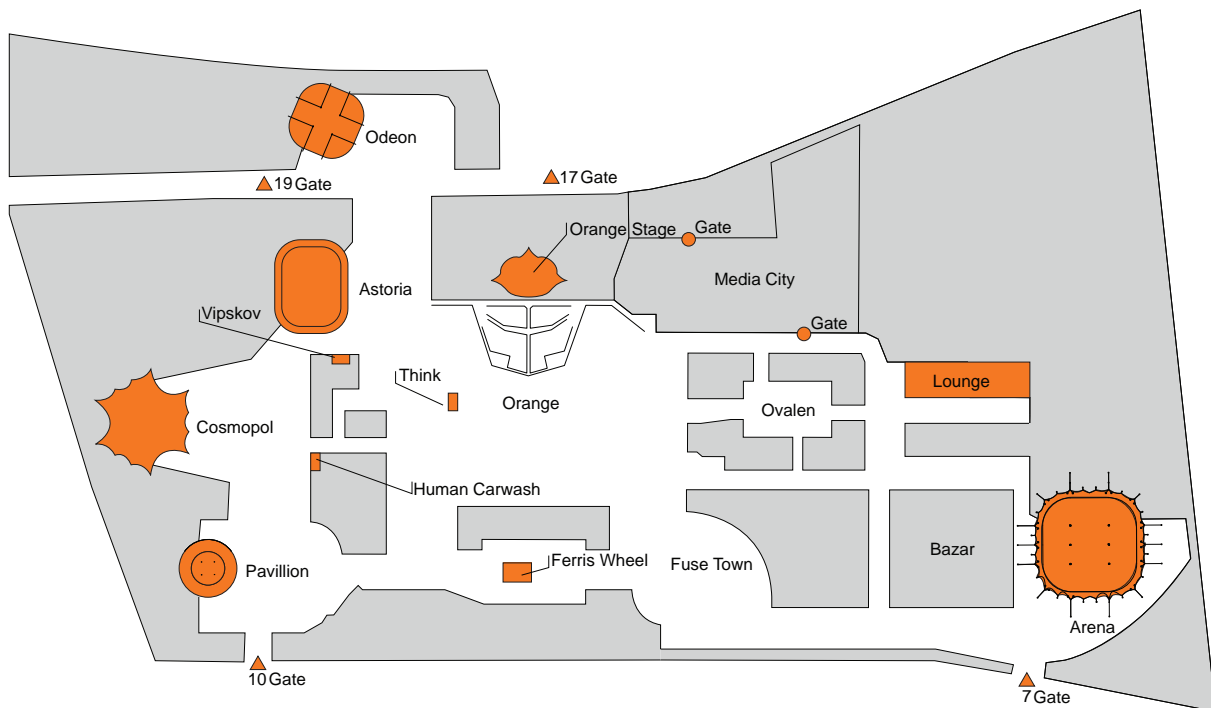 Odeon
19 Gate
17 Gate
Orange Stage
Gate
Media City
Astoria
Vipskov
Gate
Think
Orange
Lounge
Ovalen
Cosmopol
Human Carwash
Ferris Wheel
Fuse Town
Bazar
Pavillion
Arena
10 Gate
7 Gate